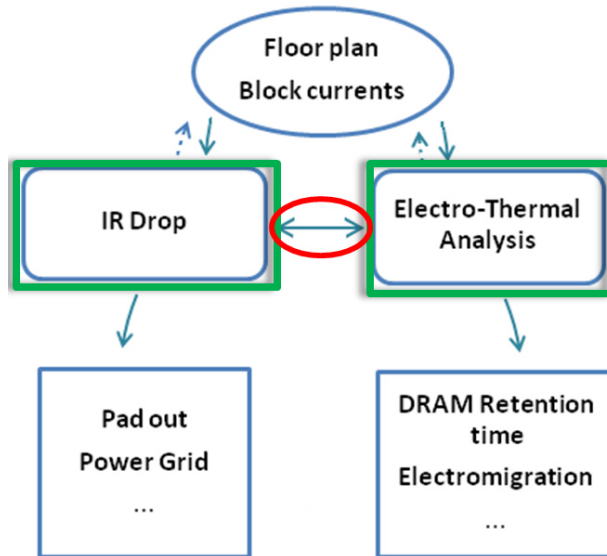 Floor plan
Block currents
IR Drop
Electro-Thermal
Analysis
Pad out
Power Grid
...
DRAM Retention
time
Electromigration
...